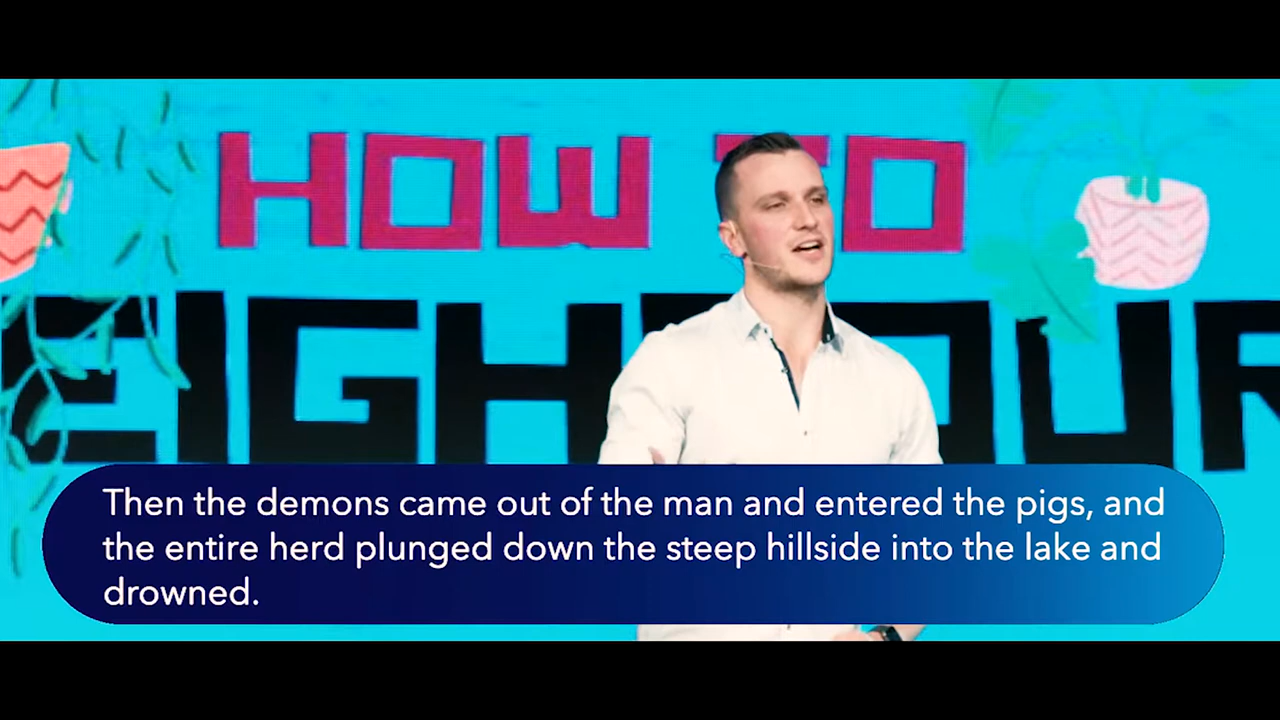 HOW TO
EIGHBOUR
Then the demons came out of the man and entered the pigs, and
the entire herd plunged down the steep hillside into the lake and
drowned.